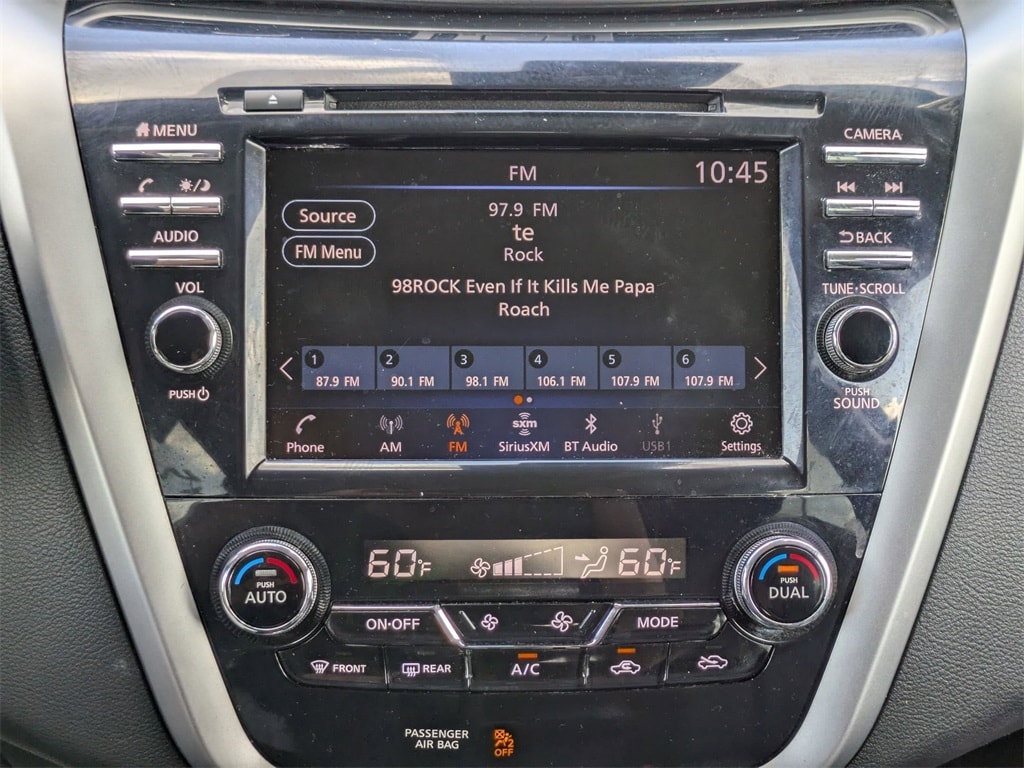 MENU
CAMERA
FM
10:45
Source
97.9 FM
te
AUDIO
BACK
FM Menu
Rock
VOL
98ROCK Even If It Kills Me Papa
Roach
TUNE·SCROLL
1 2 3 4 5 6
87.9 FM 90.1 FM 98.1 FM 106.1 FM 107.9 FM 107.9 FM
PUSH
PUSH
SOUND
sxm
Phone AM FM SiriusXM BT Audio USB1 Settings
60°F
60°F
PUSH
AUTO
PUSH
DUAL
ON·OFF
MODE
FRONT
REAR
A/C
PASSENGER
AIR BAG
2
OFF